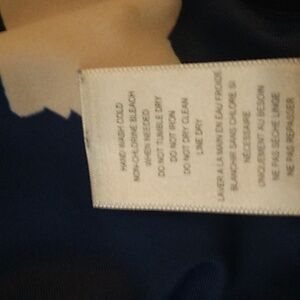 HAND WASH COLD
NON-CHLORINE BLEACH
WHEN NEEDED
DO NOT TUMBLE DRY
DO NOT IRON
DO NOT DRY CLEAN
LINE DRY
LAVER A LA MAIN EN EAU FROIDE
BLANCHIR SANS CHLORE SI
NÉCESSAIRE
UNIQUEMENT AU BESOIN
NE PAS SÈCHE LINGE
NE PAS REPASSER